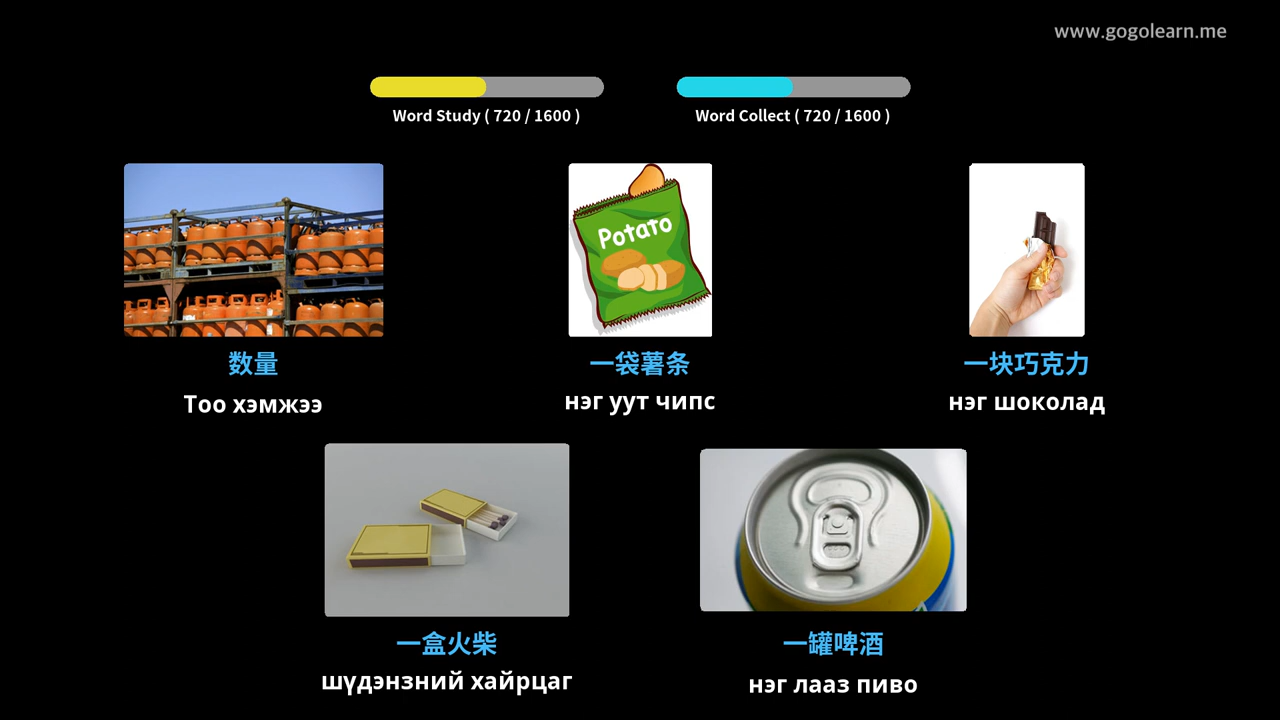 www.gogolearn.me
Word Study ( 720 / 1600 )
Word Collect ( 720 / 1600 )
Potato
数量
Тоо хэмжээ
一袋薯条
нэг уут чипс
一块巧克力
нэг шоколад
一盒火柴
шүдэнзний хайрцаг
一罐啤酒
нэг лааз пиво